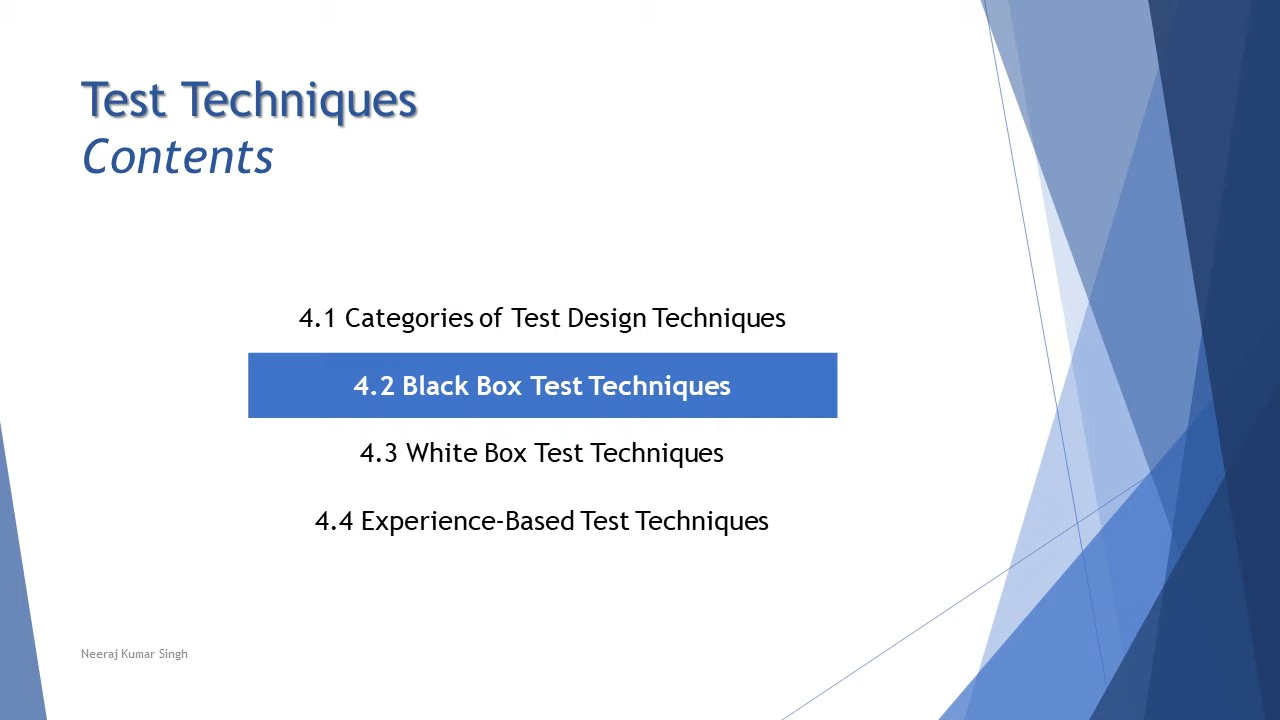 Test Techniques
Contents
4.1 Categories of Test Design Techniques
4.2 Black Box Test Techniques
4.3 White Box Test Techniques
4.4 Experience-Based Test Techniques
Neeraj Kumar Singh